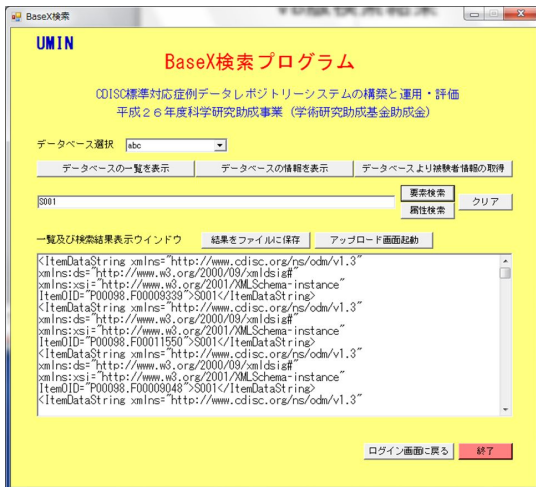 BaseX検索
UMIN
BaseX検索プログラム
CDISC標準対応症例データレポジトリーシステムの構築と運用・評価
平成２６年度科学研究助成事業（学術研究助成基金助成金）
データベース選択 abc
データベースの一覧を表示 データベースの情報を表示 データベースより被験者情報の取得
S001 要素検索 属性検索 クリア
一覧及び検索結果表示ウインドウ 結果をファイルに保存 アップロード画面起動
<ItemDataString xmlns="http://www.cdisc.org/ns/odm/v1.3"
xmlns:ds="http://www.w3.org/2000/09/xmldsig#"
xmlns:xsi="http://www.w3.org/2001/XMLSchema-instance"
ItemOID="P00098.F00009339">S001</ItemDataString>
<ItemDataString xmlns="http://www.cdisc.org/ns/odm/v1.3"
xmlns:ds="http://www.w3.org/2000/09/xmldsig#"
xmlns:xsi="http://www.w3.org/2001/XMLSchema-instance"
ItemOID="P00098.F00011550">S001</ItemDataString>
<ItemDataString xmlns="http://www.cdisc.org/ns/odm/v1.3"
xmlns:ds="http://www.w3.org/2000/09/xmldsig#"
xmlns:xsi="http://www.w3.org/2001/XMLSchema-instance"
ItemOID="P00098.F00009048">S001</ItemDataString>
<ItemDataString xmlns="http://www.cdisc.org/ns/odm/v1.3"
ログイン画面に戻る 終了